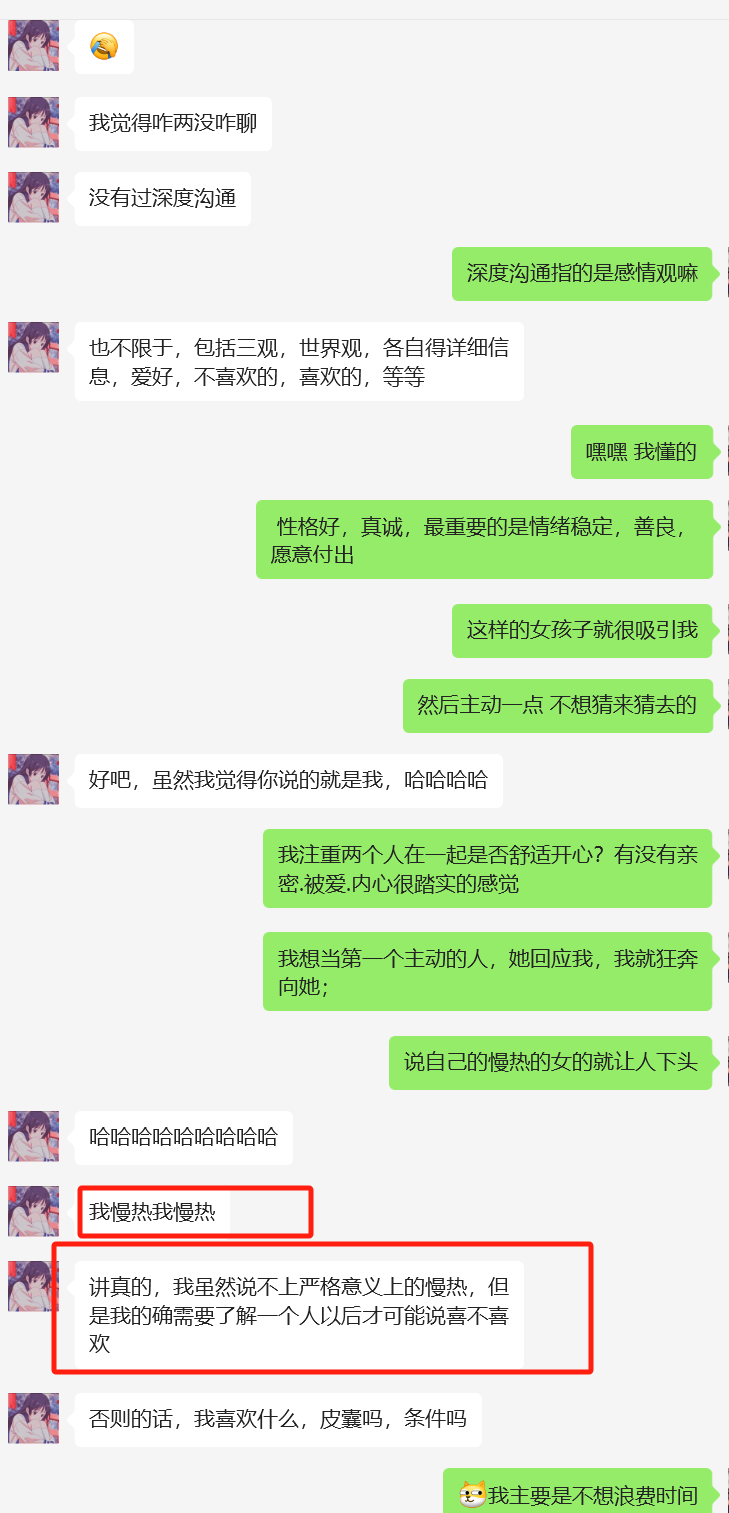 我觉得咋两没咋聊
没有过深度沟通
深度沟通指的是感情观嘛
也不限于，包括三观，世界观，各自得详细信
息，爱好，不喜欢的，喜欢的，等等
嘿嘿 我懂的
性格好，真诚，最重要的是情绪稳定，善良，
愿意付出
这样的女孩子就很吸引我
然后主动一点 不想猜来猜去的
好吧，虽然我觉得你说的就是我，哈哈哈哈
我注重两个人在一起是否舒适开心？有没有亲
密.被爱.内心很踏实的感觉
我想当第一个主动的人，她回应我，我就狂奔
向她；
说自己的慢热的女的就让人下头
哈哈哈哈哈哈哈哈哈
我慢热我慢热
讲真的，我虽然说不上严格意义上的慢热，但
是我的确需要了解一个人以后才可能说喜不喜
欢
否则的话，我喜欢什么，皮囊吗，条件吗
我主要是不想浪费时间